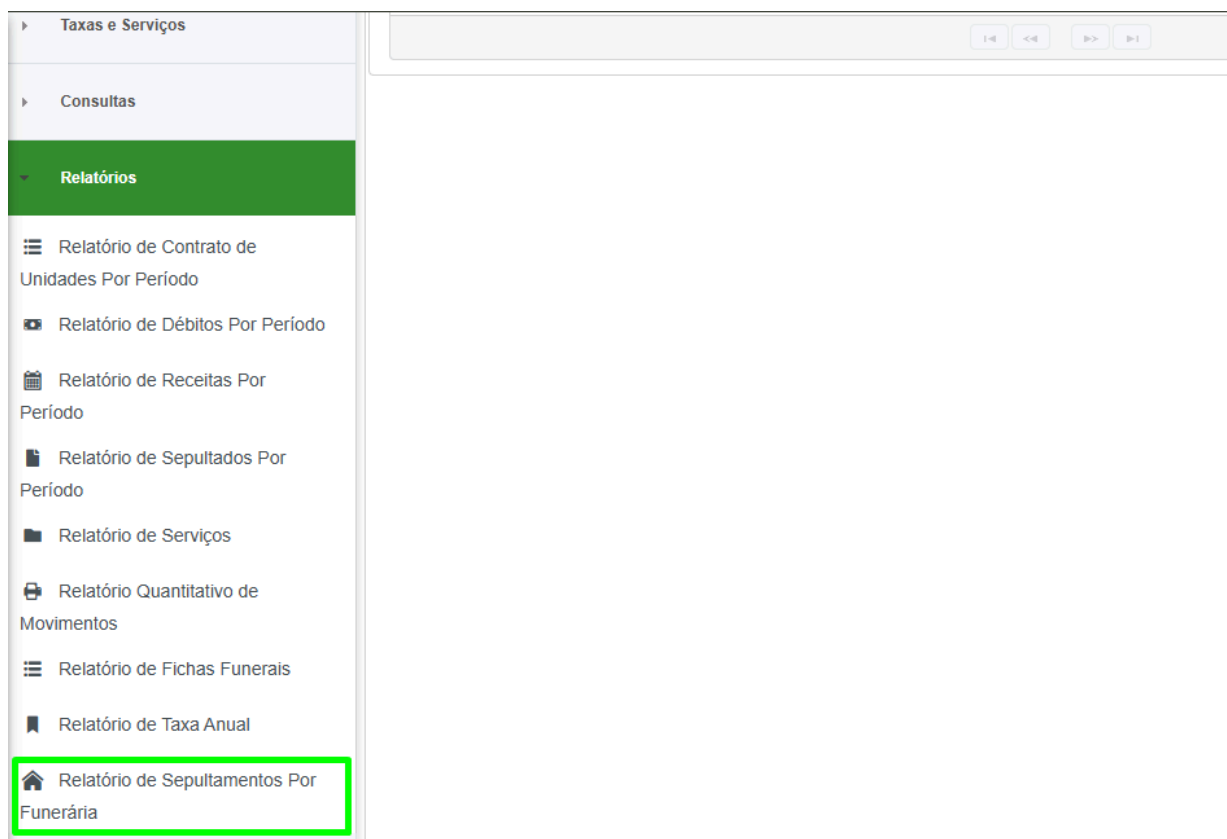 Taxas e Serviços
Consultas
Relatórios
Relatório de Contrato de
Unidades Por Período
Relatório de Débitos Por Período
Relatório de Receitas Por
Período
Relatório de Sepultados Por
Período
Relatório de Serviços
Relatório Quantitativo de
Movimentos
Relatório de Fichas Funerais
Relatório de Taxa Anual
Relatório de Sepultamentos Por
Funerária